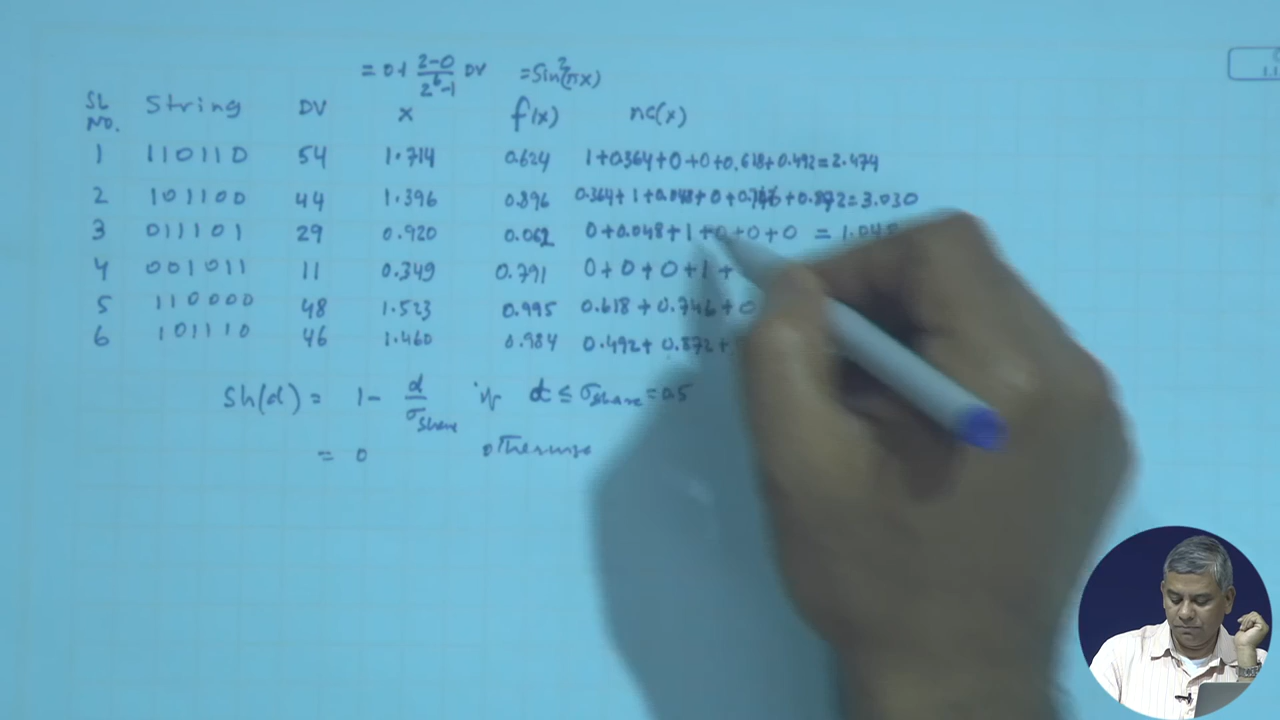 = 0+ 2-0/2^6-1 DV = Sin²(πx)
SL NO. String DV x f(x) nc(x)
1 110110 54 1.714 0.624 1+0.364+0+0+0.618+0.492=2.474
2 101100 44 1.396 0.896 0.364+1+0.048+0+0.746+0.872=3.030
3 011101 29 0.920 0.062 0+0.048+1+0+0+0 = 1.048
4 001011 11 0.349 0.791 0+0+0+1+
5 110000 48 1.523 0.995 0.618+0.746+0
6 101110 46 1.460 0.984 0.492+0.872+
Sh(d) = 1- d/σshare if d ≤ σshare = 0.5
= 0 otherwise